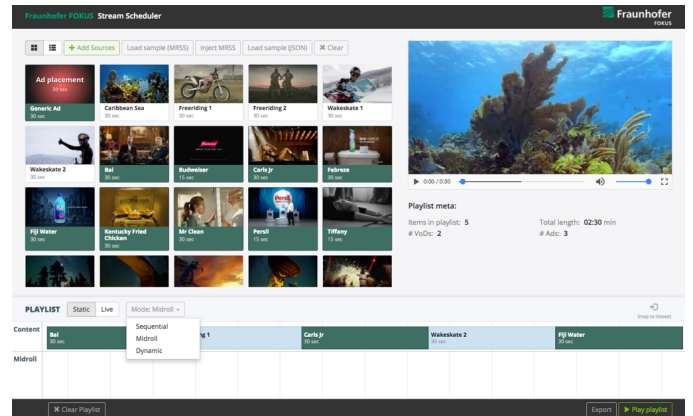 Fraunhofer FOKUS Stream Scheduler
Fraunhofer
FOKUS
+ Add Sources Load sample (MRSS) Inject MRSS Load sample (JSON) ✖ Clear
Ad placement
30 sec
Generic Ad
30 sec
Caribbean Sea
30 sec
Freeriding 1
30 sec
Freeriding 2
30 sec
Wakeskate 1
30 sec
Wakeskate 2
30 sec
Bai
30 sec
Budweiser
15 sec
Carls Jr
30 sec
Febreze
30 sec
Fiji Water
30 sec
Kentucky Fried
Chicken
30 sec
Mr Clean
30 sec
Persil
Persil
15 sec
Tiffany
15 sec
0:00 / 0:30
Playlist meta:
Items in playlist: 5
Total length: 02:30 min
# VoDs: 2
# Ads: 3
PLAYLIST Static Live Mode: Midroll
Snap to closest
Sequential
Midroll
Dynamic
Content
Bai
30 sec
ng 1
Carls Jr
30 sec
Wakeskate 2
30 sec
Fiji Water
30 sec
Midroll
✖ Clear Playlist
Export
Play playlist